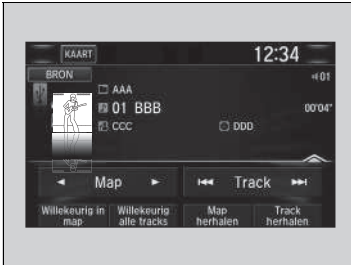 KAART 12:34
BRON 01
AAA
01 BBB 00'04"
CCC DDD
Map Track
Willekeurig in map Willekeurig alle tracks Map herhalen Track herhalen